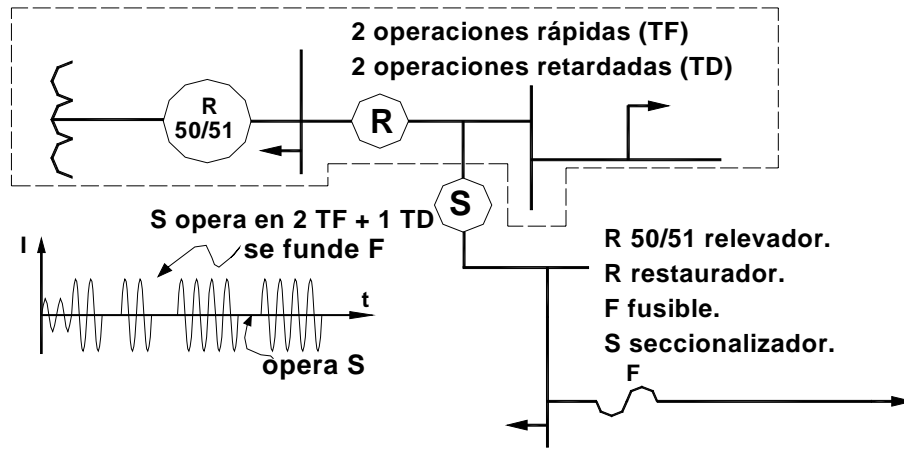 2 operaciones rápidas (TF)
2 operaciones retardadas (TD)
R
50/51
R
S
S opera en 2 TF + 1 TD
se funde F
I
t
opera S
R 50/51 relevador.
R restaurador.
F fusible.
S seccionalizador.
F